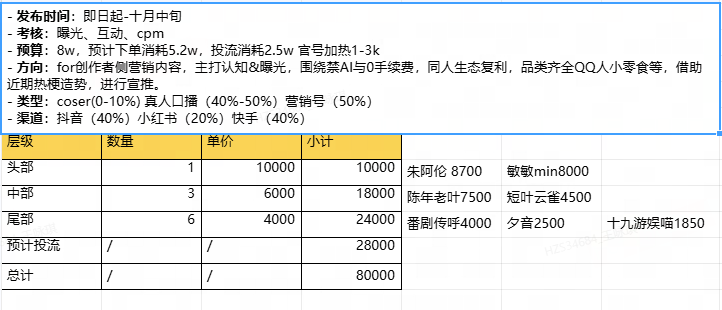 - 发布时间：即日起-十月中旬
- 考核：曝光、互动、cpm
- 预算：8w，预计下单消耗5.2w，投流消耗2.5w 官号加热1-3k
- 方向：for创作者侧营销内容，主打认知&曝光，围绕禁AI与0手续费，同人生态复利，品类齐全QQ人小零食等，借助
近期热梗造势，进行宣推。
- 类型：coser(0-10%) 真人口播（40%-50%）营销号（50%）
- 渠道：抖音（40%）小红书（20%）快手（40%）
层级 数量 单价 小计
头部 1 10000 10000 朱阿伦 8700 敏敏min8000
中部 3 6000 18000 陈年老叶7500 短叶云雀4500
尾部 6 4000 24000 番剧传呼4000 夕音2500 十九游娱喵1850
预计投流 / / 28000
总计 / / 80000